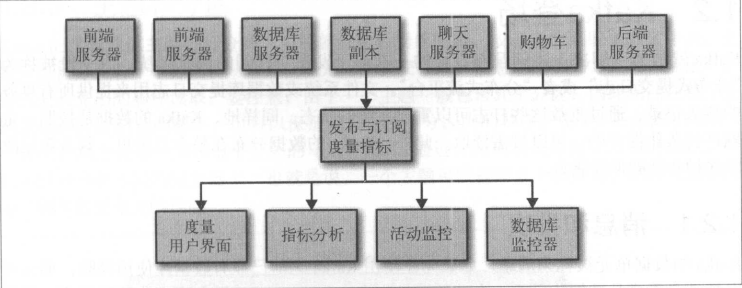 前端
服务器
前端
服务器
数据库
服务器
数据库
副本
聊天
服务器
购物车
后端
服务器
发布与订阅
度量指标
度量
用户界面
指标分析
活动监控
数据库
监控器